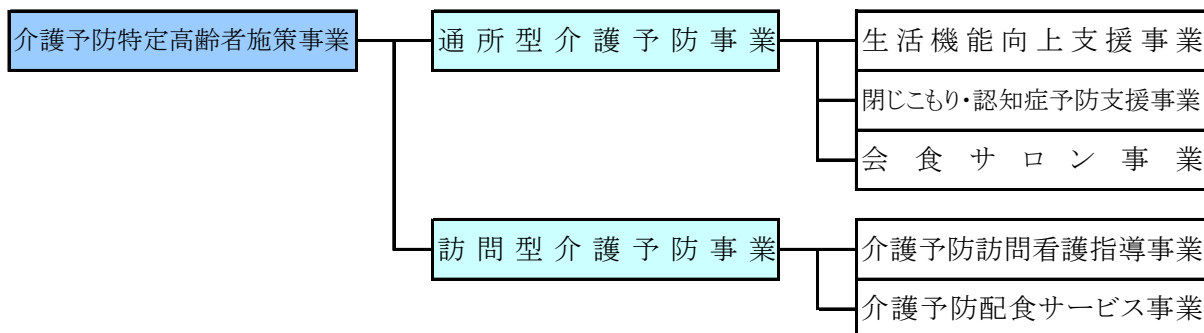 介護予防特定高齢者施策事業
通所型介護予防事業
生活機能向上支援事業
閉じこもり・認知症予防支援事業
会食サロン事業
訪問型介護予防事業
介護予防訪問看護指導事業
介護予防配食サービス事業